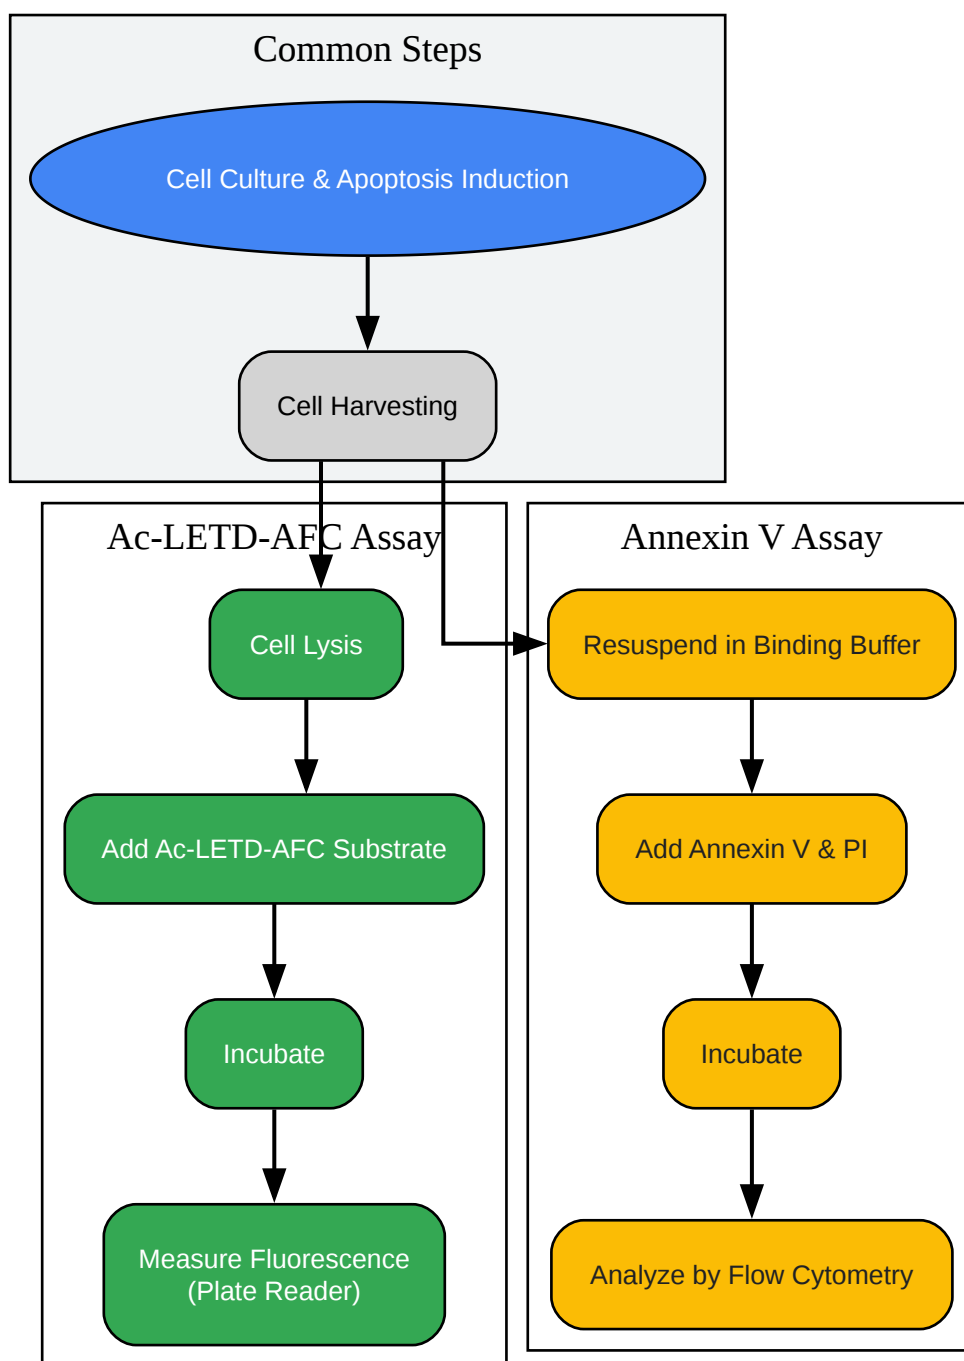 Common Steps
Cell Culture & Apoptosis Induction
Cell Harvesting
Ac-LETD-AFC Assay
Cell Lysis
Add Ac-LETD-AFC Substrate
Incubate
Measure Fluorescence
(Plate Reader)
Annexin V Assay
Resuspend in Binding Buffer
Add Annexin V & PI
Incubate
Analyze by Flow Cytometry